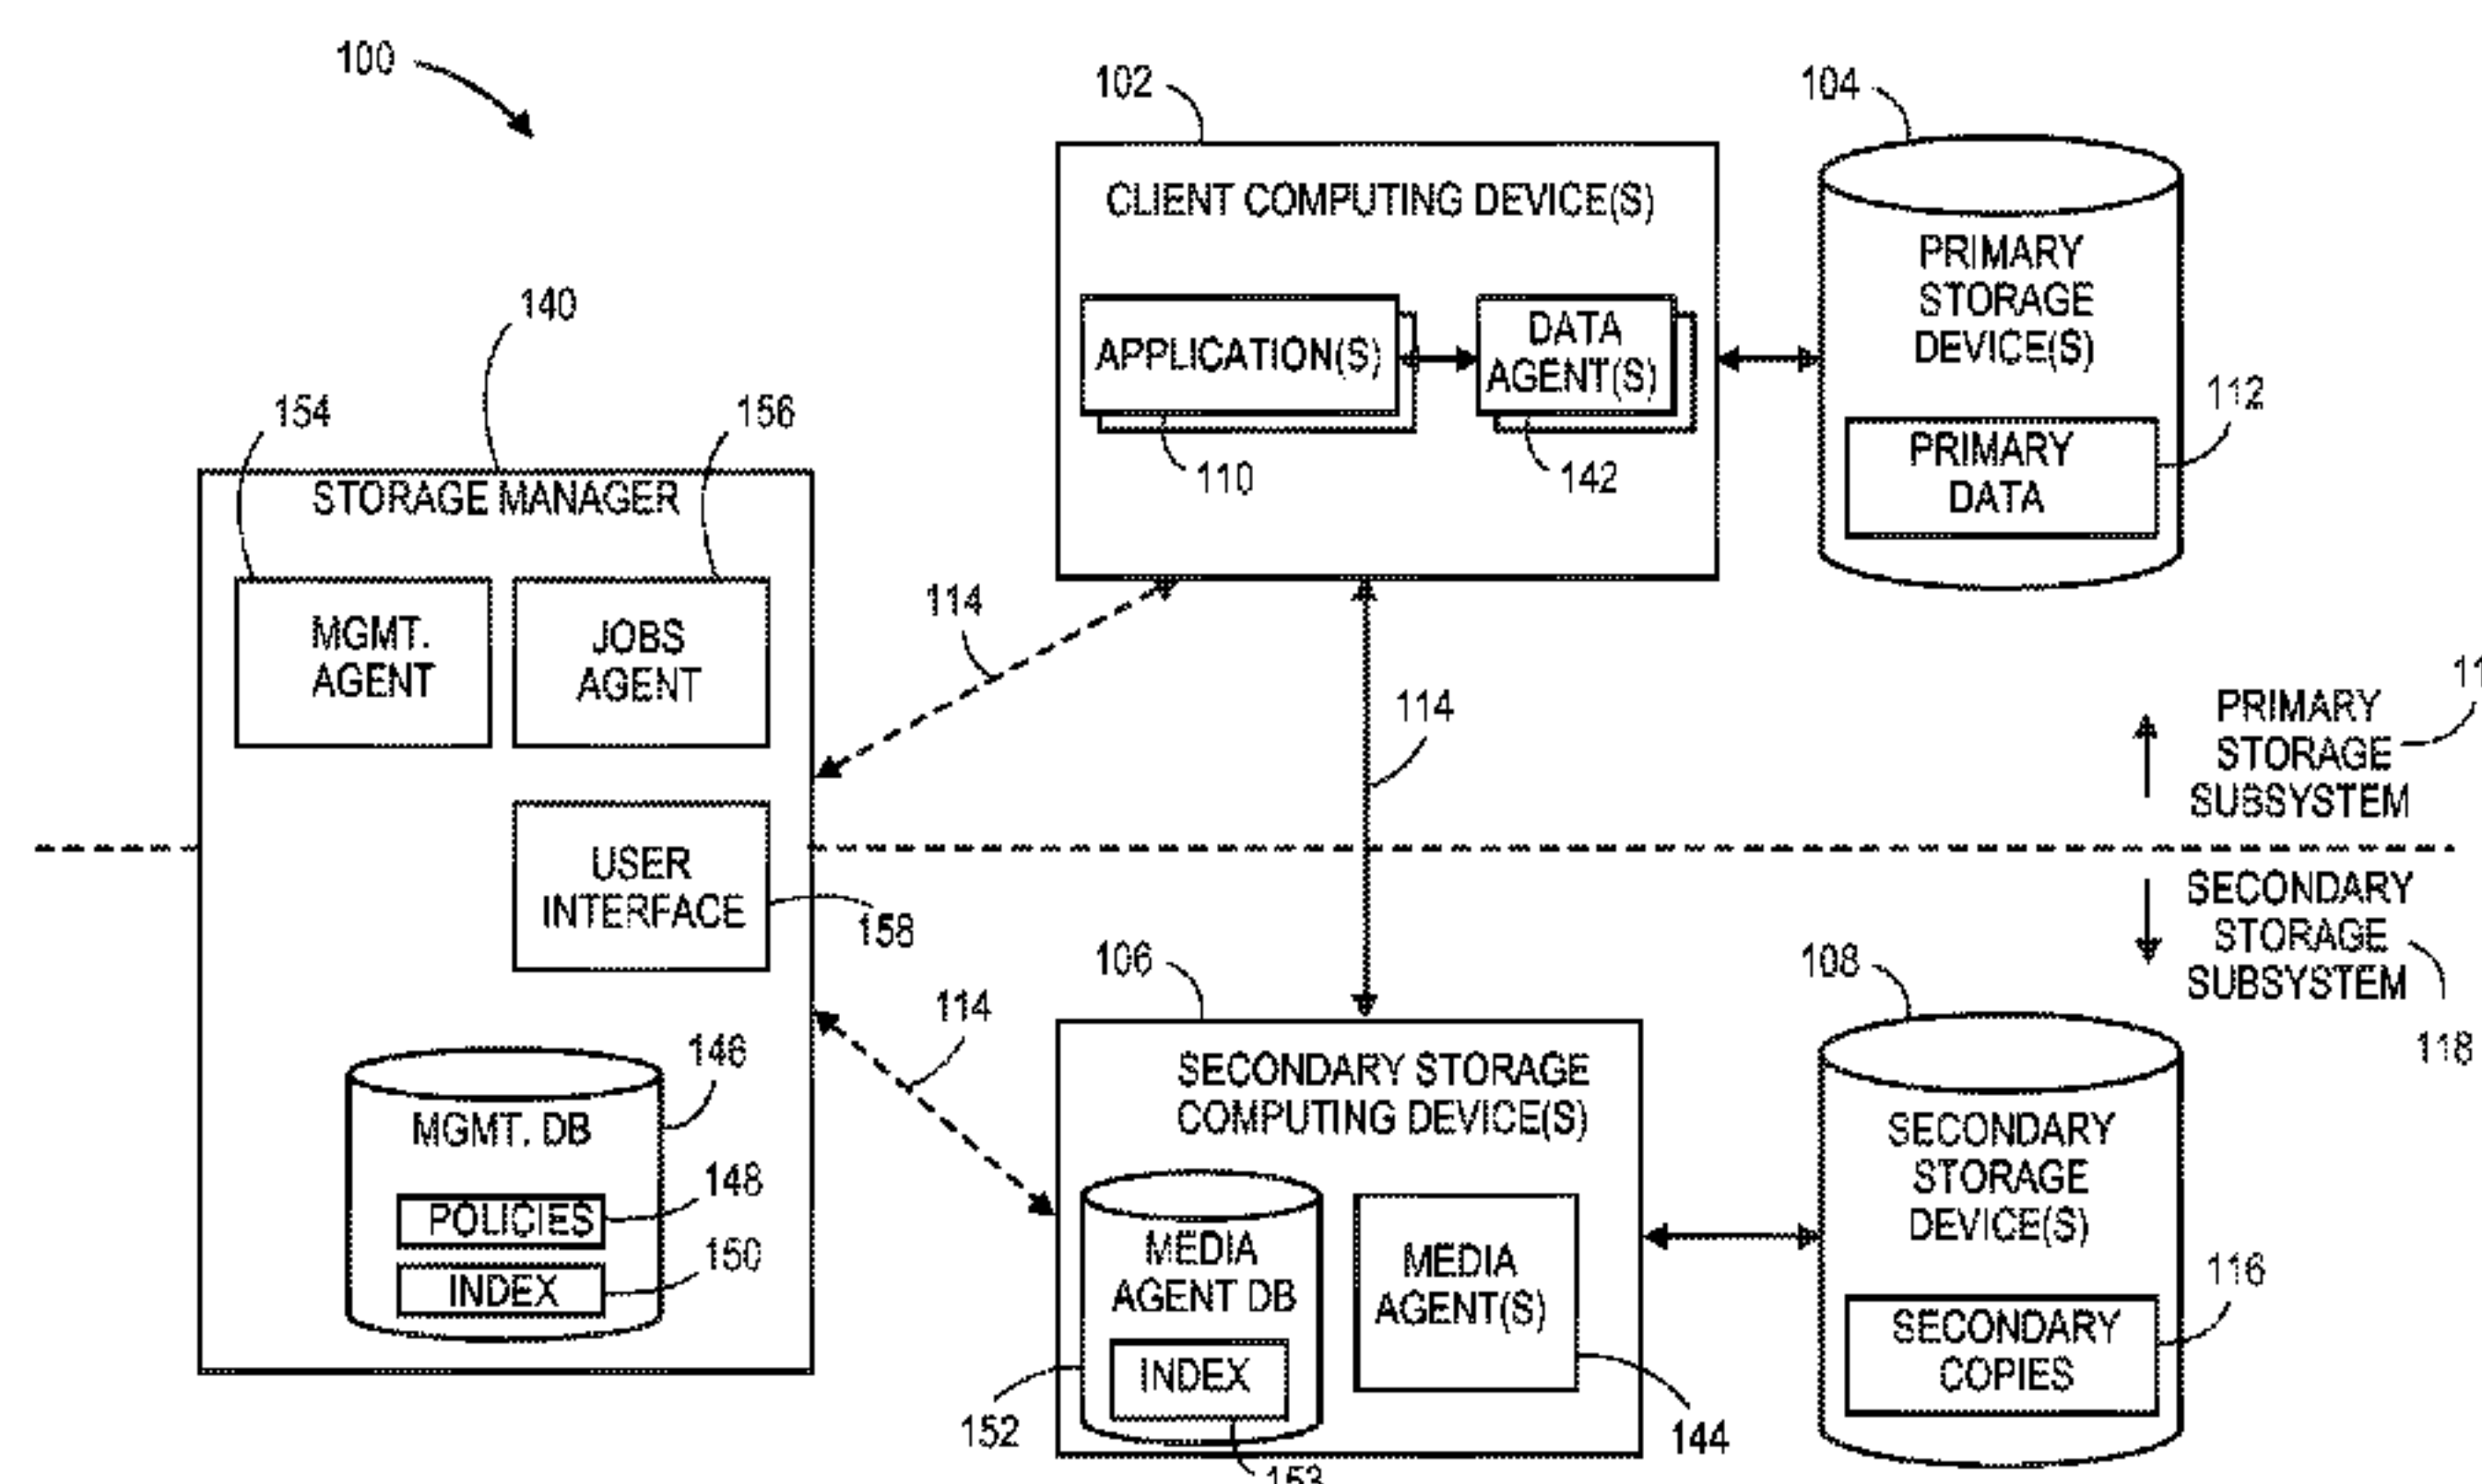 100
102
104
CLIENT COMPUTING DEVICE(S)
APPLICATION(S)
DATA
AGENT(S)
110
142
PRIMARY
STORAGE
DEVICE(S)
112
PRIMARY
DATA
140
154
156
STORAGE MANAGER
MGMT.
AGENT
JOBS
AGENT
114
114
PRIMARY
STORAGE
SUBSYSTEM
USER
INTERFACE
158
SECONDARY
STORAGE
SUBSYSTEM
118
114
106
108
146
MGMT. DB
POLICIES
148
INDEX
150
SECONDARY STORAGE
COMPUTING DEVICE(S)
MEDIA
AGENT DB
INDEX
MEDIA
AGENT(S)
152
153
144
SECONDARY
STORAGE
DEVICE(S)
116
SECONDARY
COPIES